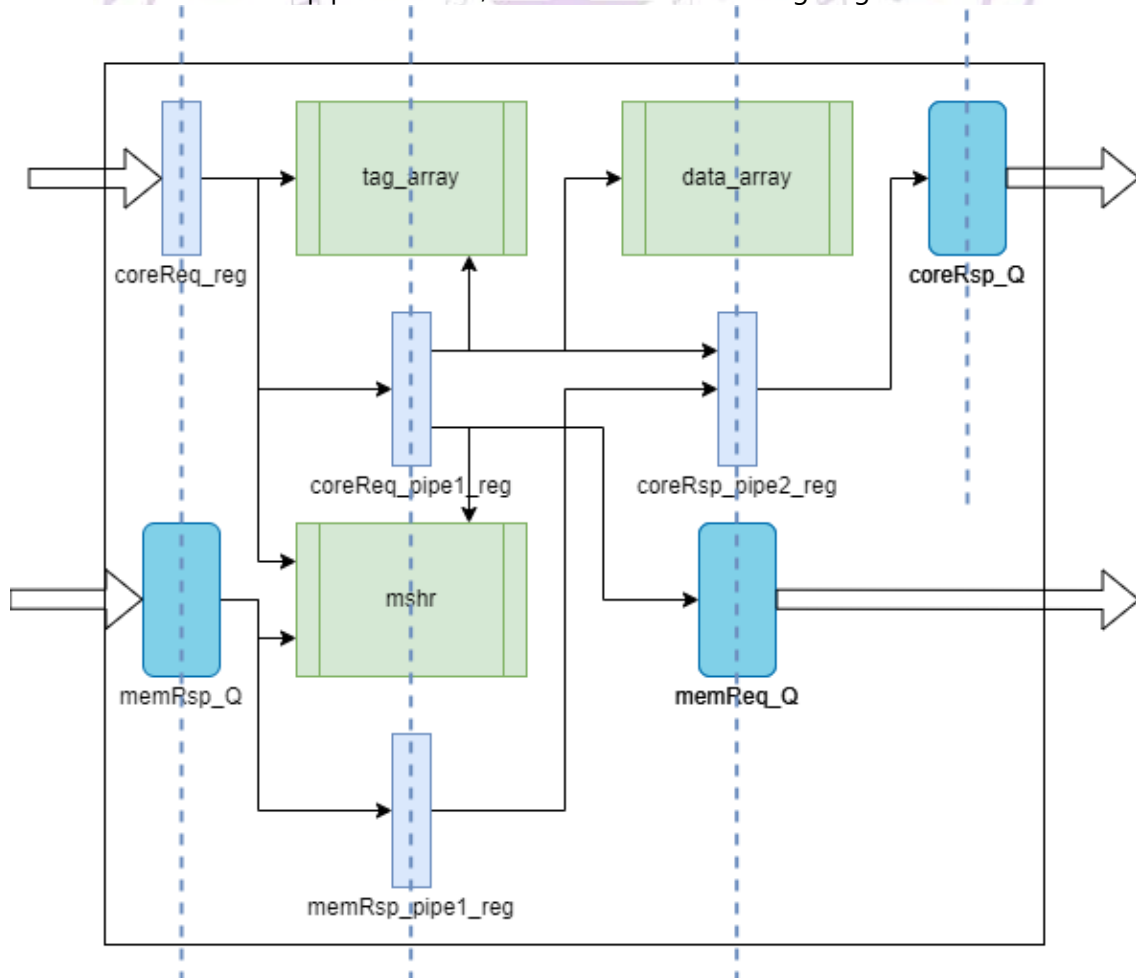 tag_array
data_array
coreReq_reg
coreRsp_Q
coreReq_pipe1_reg
coreRsp_pipe2_reg
mshr
memRsp_Q
memReq_Q
memRsp_pipe1_reg